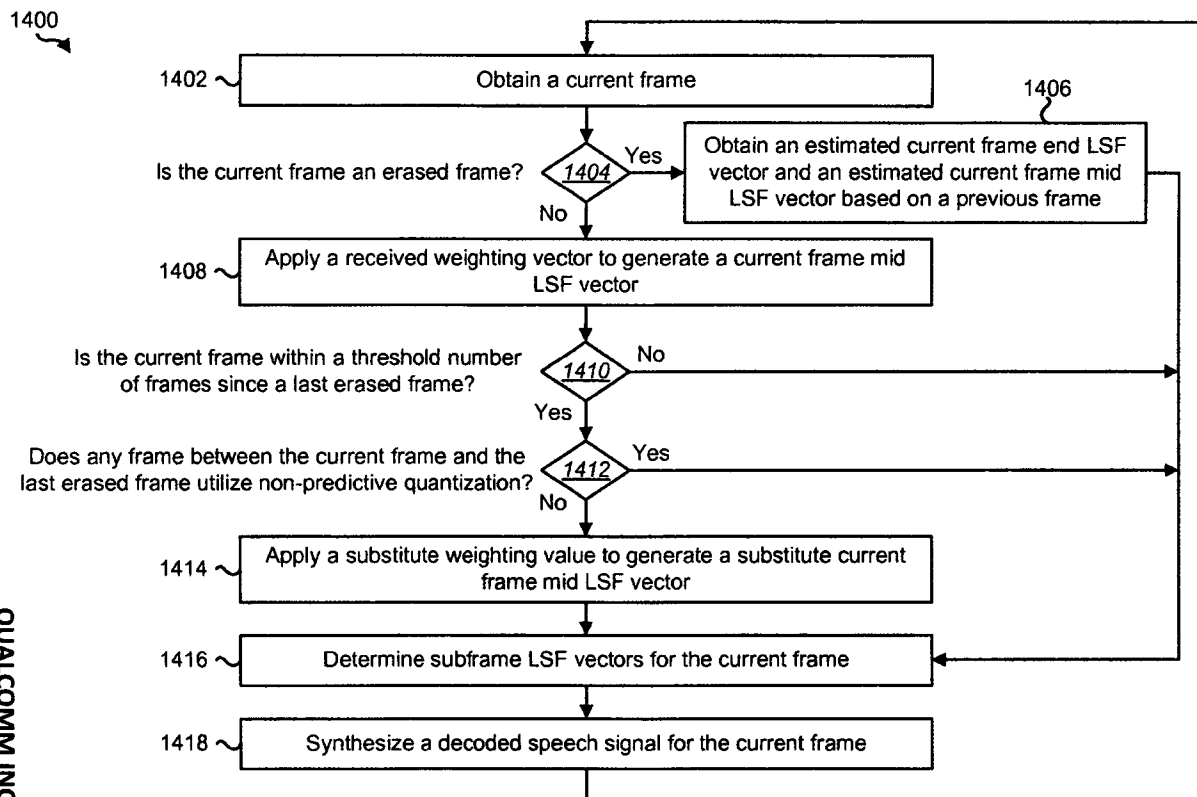 1400
1402
Obtain a current frame
1406
Is the current frame an erased frame?
1404
Yes
No
Obtain an estimated current frame end LSF
vector and an estimated current frame mid
LSF vector based on a previous frame
1408
Apply a received weighting vector to generate a current frame mid
LSF vector
Is the current frame within a threshold number
of frames since a last erased frame?
1410
No
Yes
Does any frame between the current frame and the
last erased frame utilize non-predictive quantization?
1412
Yes
No
1414
Apply a substitute weighting value to generate a substitute current
frame mid LSF vector
1416
Determine subframe LSF vectors for the current frame
1418
Synthesize a decoded speech signal for the current frame
QUALCOMM INC